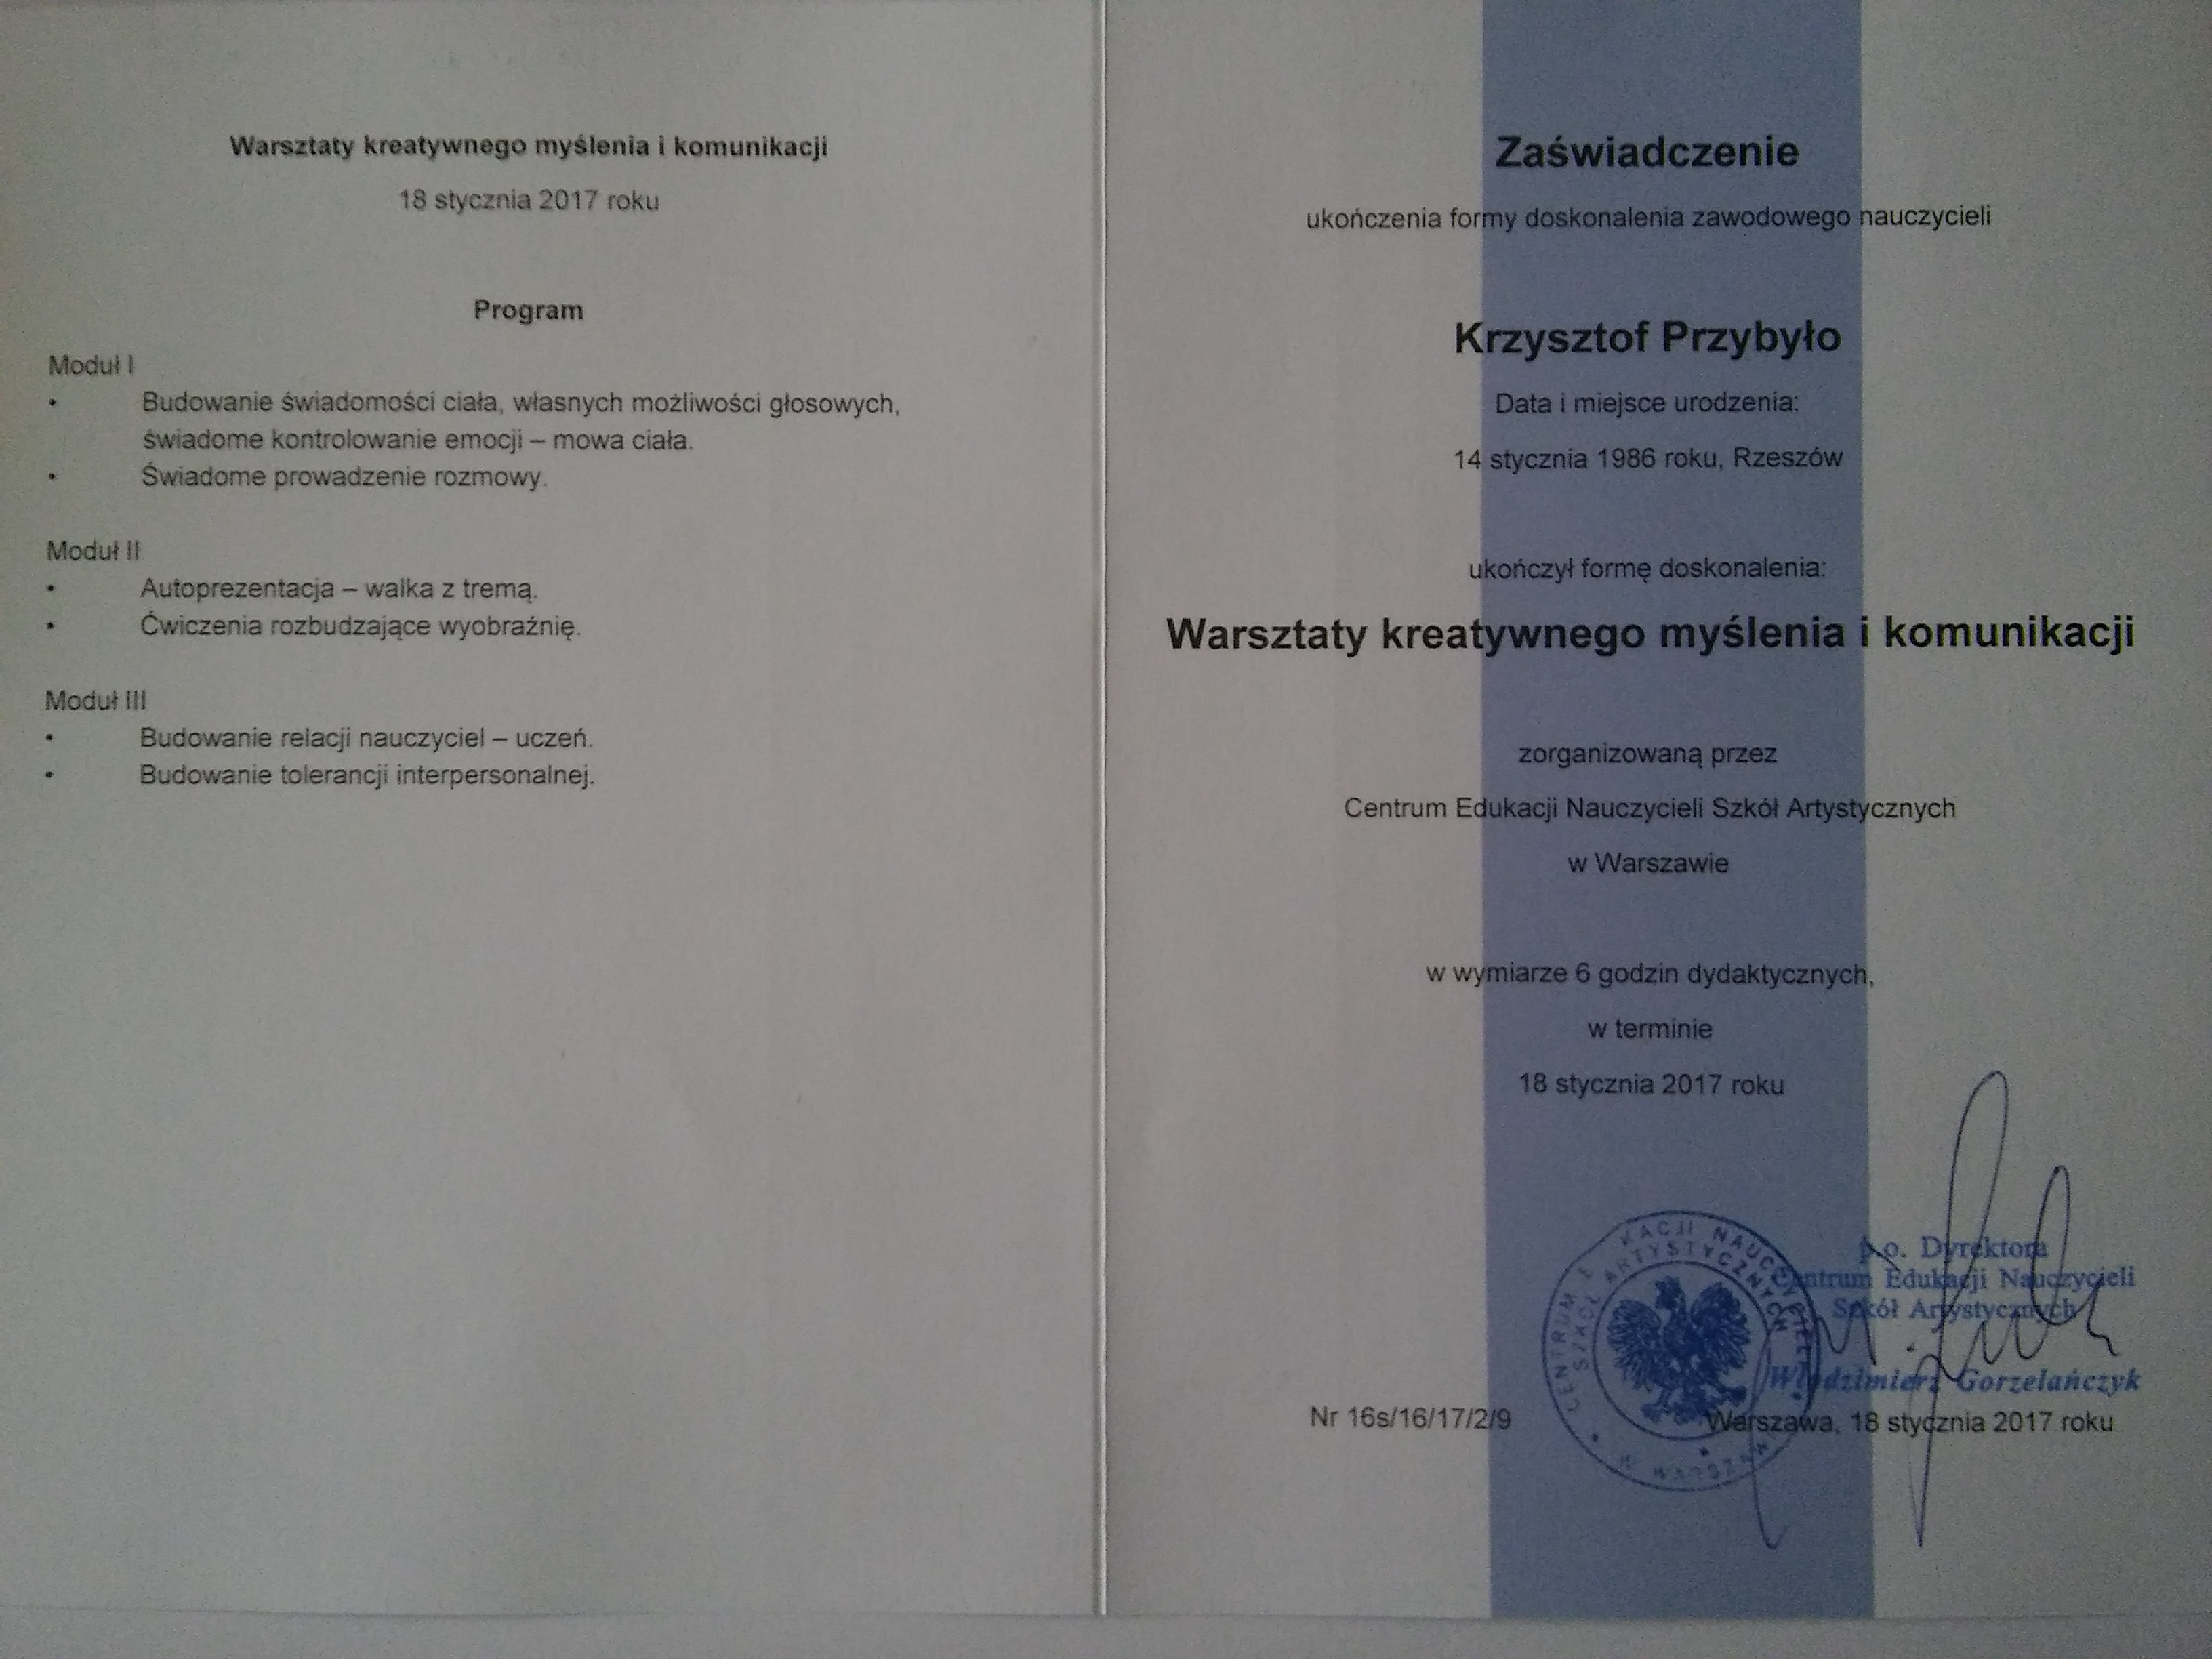 Warsztaty kreatywnego myślenia i komunikacji
18 stycznia 2017 roku
Program
Moduł I
• Budowanie świadomości ciała, własnych możliwości głosowych,
świadome kontrolowanie emocji – mowa ciała.
• Świadome prowadzenie rozmowy.
Moduł II
• Autoprezentacja – walka z tremą.
• Ćwiczenia rozbudzające wyobraźnię.
Moduł III
• Budowanie relacji nauczyciel – uczeń.
• Budowanie tolerancji interpersonalnej.
Zaświadczenie
ukończenia formy doskonalenia zawodowego nauczycieli
Krzysztof Przybyło
Data i miejsce urodzenia:
14 stycznia 1986 roku, Rzeszów
ukończył formę doskonalenia:
Warsztaty kreatywnego myślenia i komunikacji
zorganizowaną przez
Centrum Edukacji Nauczycieli Szkół Artystycznych
w Warszawie
w wymiarze 6 godzin dydaktycznych,
w terminie
18 stycznia 2017 roku
p.o. Dyrektora
Centrum Edukacji Nauczycieli
Szkół Artystycznych
Włodzimierz Gorzelańczyk
Nr 16s/16/17/2/9
Warszawa, 18 stycznia 2017 roku
CENTRUM NAUCZYCIELI
SZKÓŁ ARTYSTYCZNYCH